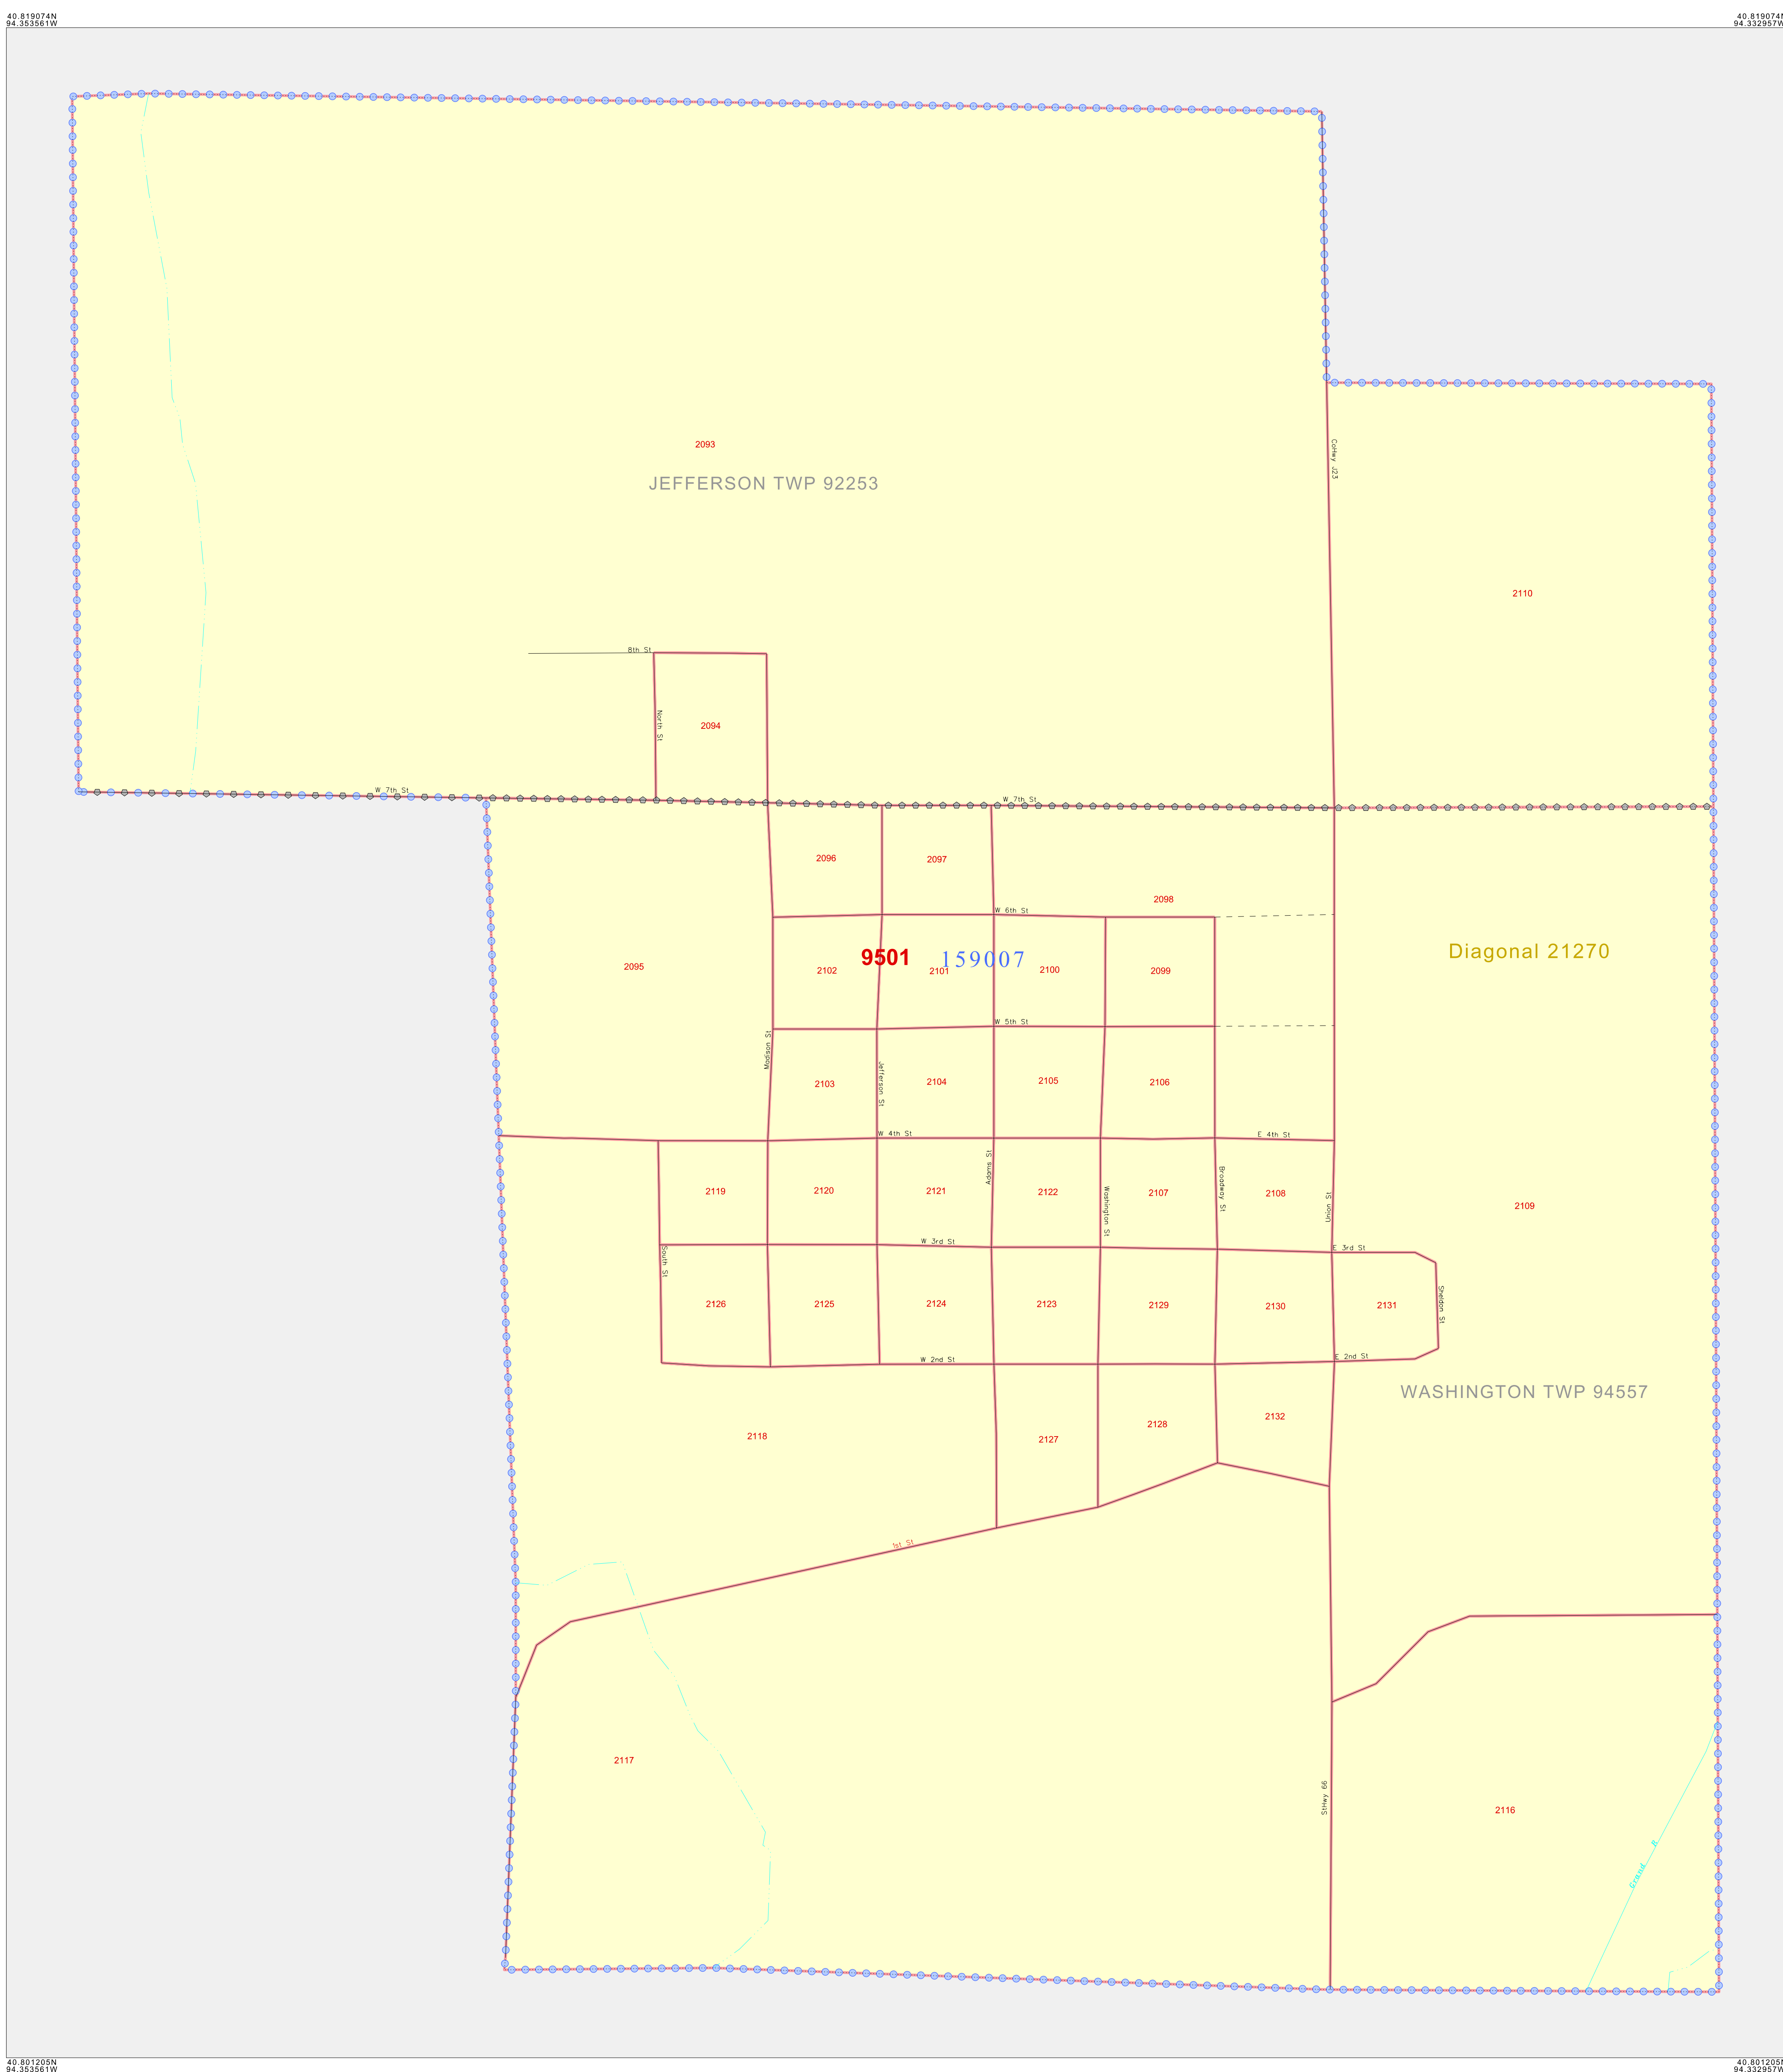 40.819074N
94.353561W
40.819074N
94.332957W
2093
JEFFERSON TWP 92253
CoHwy J23
2110
8th St
North St
2094
W 7th St
W 7th St
2096
2097
2098
W 6th St
9501
159007
Diagonal 21270
2095
2102
2101
2100
2099
W 5th St
Madison St
Jefferson St
2103
2104
2105
2106
W 4th St
E 4th St
Adams St
Washington St
Broadway St
Union St
2119
2120
2121
2122
2107
2108
2109
W 3rd St
E 3rd St
South St
Sheldon St
2126
2125
2124
2123
2129
2130
2131
W 2nd St
E 2nd St
WASHINGTON TWP 94557
2118
2127
2128
2132
1st St
2117
StHwy 99
2116
Grand R
40.801205N
94.353561W
40.801205N
94.332957W